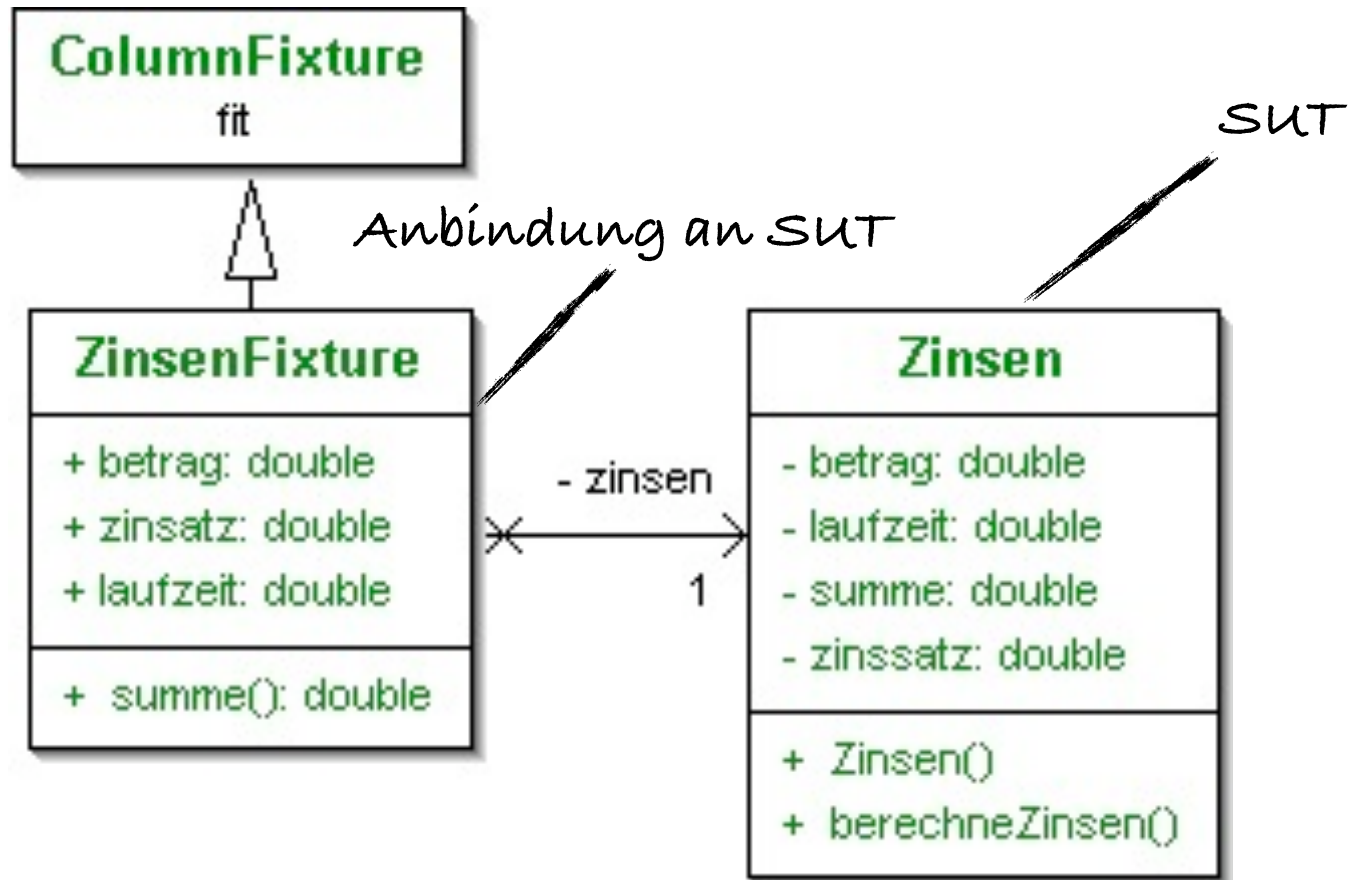 ColumnFixture
fit
SUT
Anbindung an SUT
ZinsenFixture
+ betrag: double
+ zinsatz: double
+ laufzeit: double
+ summe(): double
- zinsen
1
Zinsen
- betrag: double
- laufzeit: double
- summe: double
- zinssatz: double
+ Zinsen()
+ berechneZinsen()